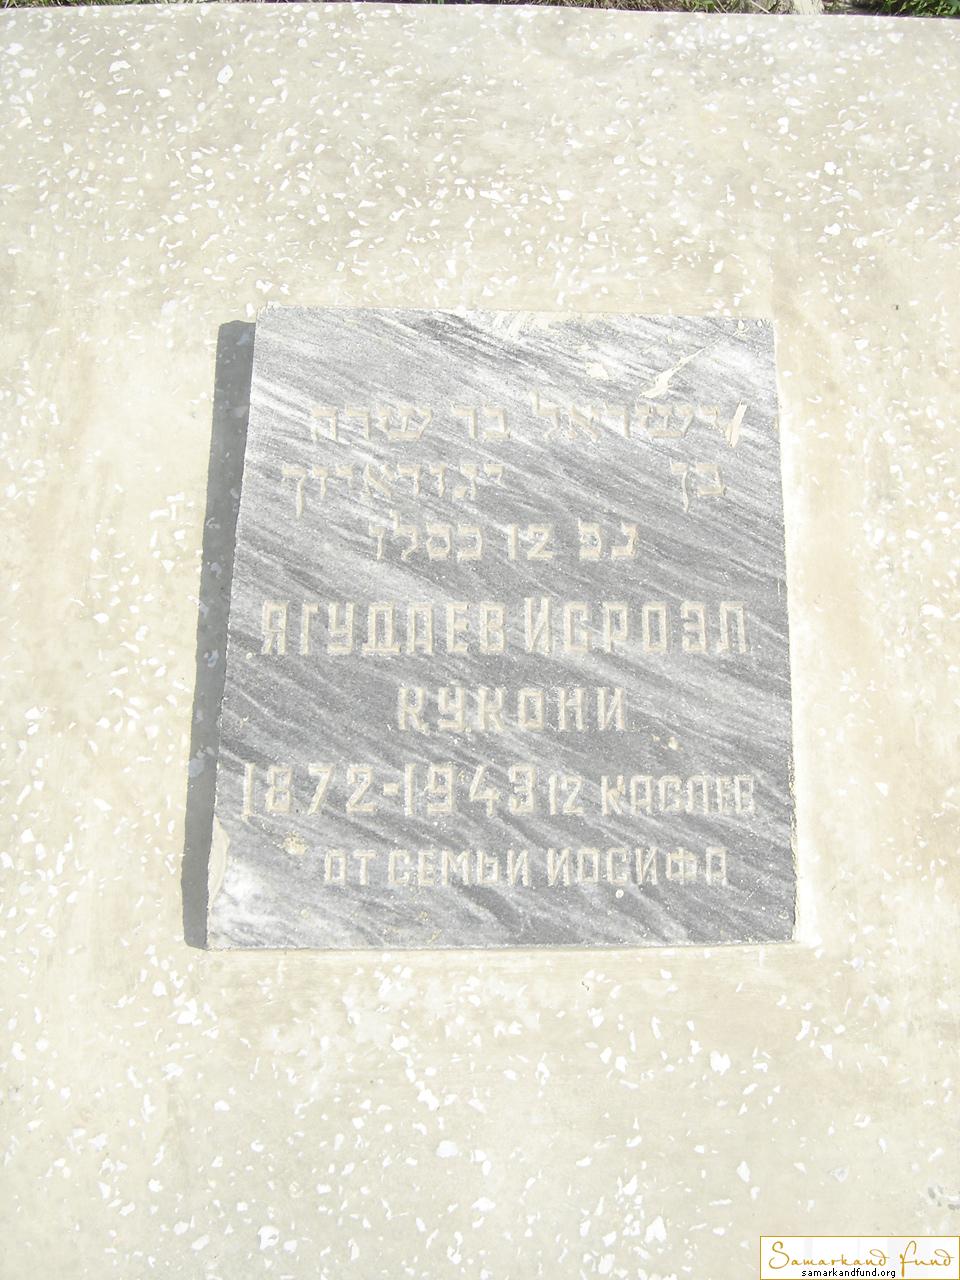 ישראל בר שרה
בן
נפ 12 כסלו
ЯГУДАЕВ ИСРОЭЛ
КУКОНИ
1872-1943 12 КАСЛЕВ
ОТ СЕМЬИ ИОСИФА
Samarkand fund
samarkandfund.org